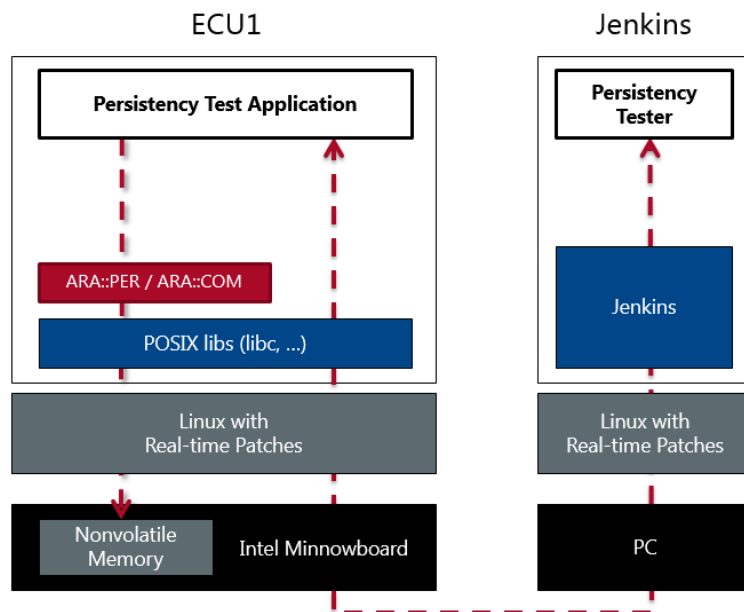 ECU1
Persistency Test Application
ARA::PER / ARA::COM
POSIX libs (libc, ...)
Linux with
Real-time Patches
Nonvolatile
Memory
Intel Minnowboard
Jenkins
Persistency
Tester
Jenkins
Linux with
Real-time Patches
PC